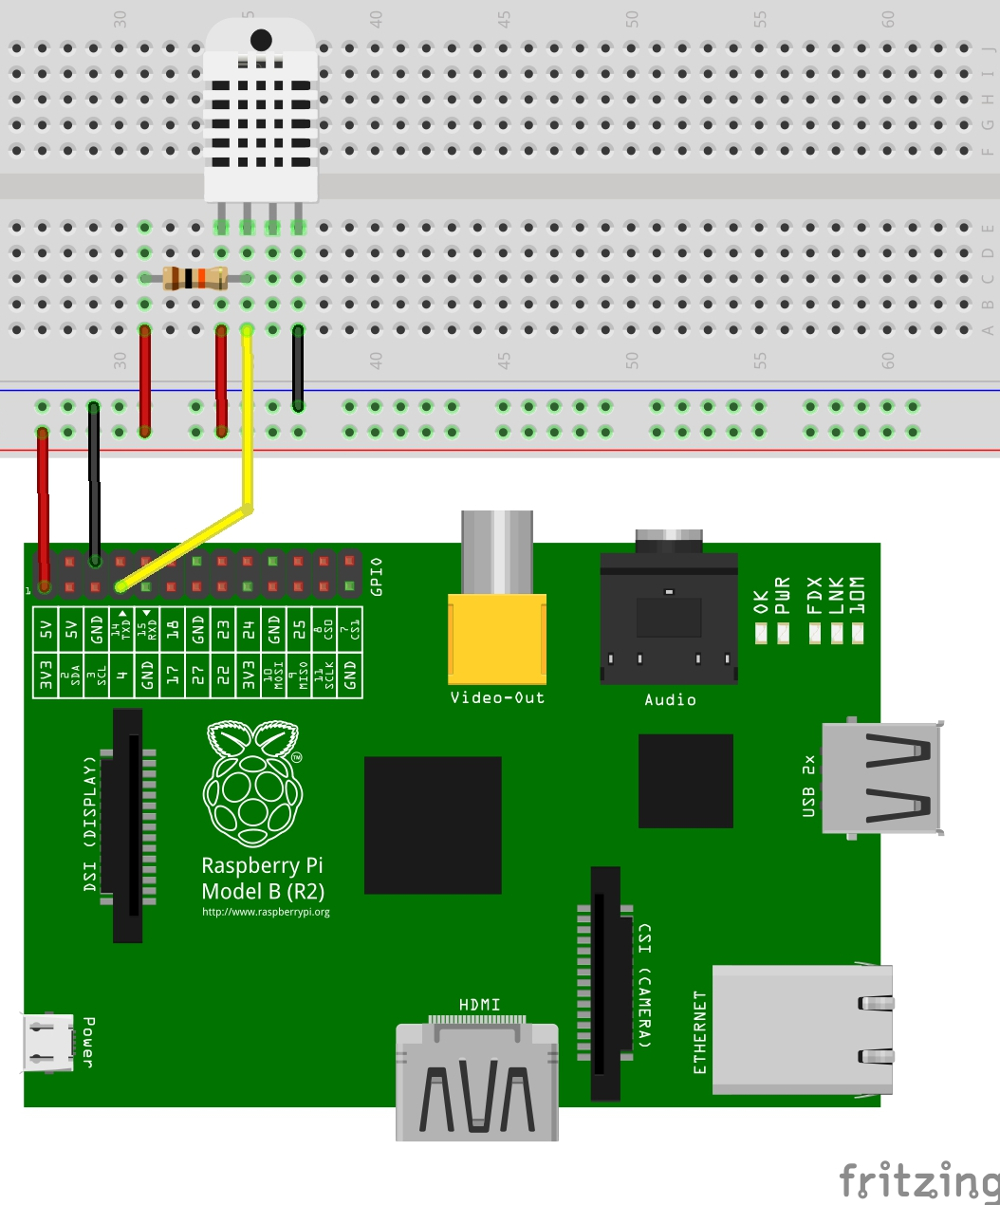 30 45 40 45 50 55 60
J
I
H
G
F
E
D
C
B
A
30 40 45 50 55 60
GPIO
1
5V 5V GND 14 TXD 15 RXD 18 GND 23 24 GND 25 8 CS0 7 CS1
3V3 2 SDA 3 SCL 4 GND 17 27 22 3V3 10 MOSI 9 MISO 11 SCLK GND
OK PWR FDX LNK 10M
Video-Out
Audio
DSI (DISPLAY)
TM
Raspberry Pi
Model B (R2)
http://www.raspberrypi.org
USB 2x
CSI (CAMERA)
ETHERNET
HDMI
Power
fritzing